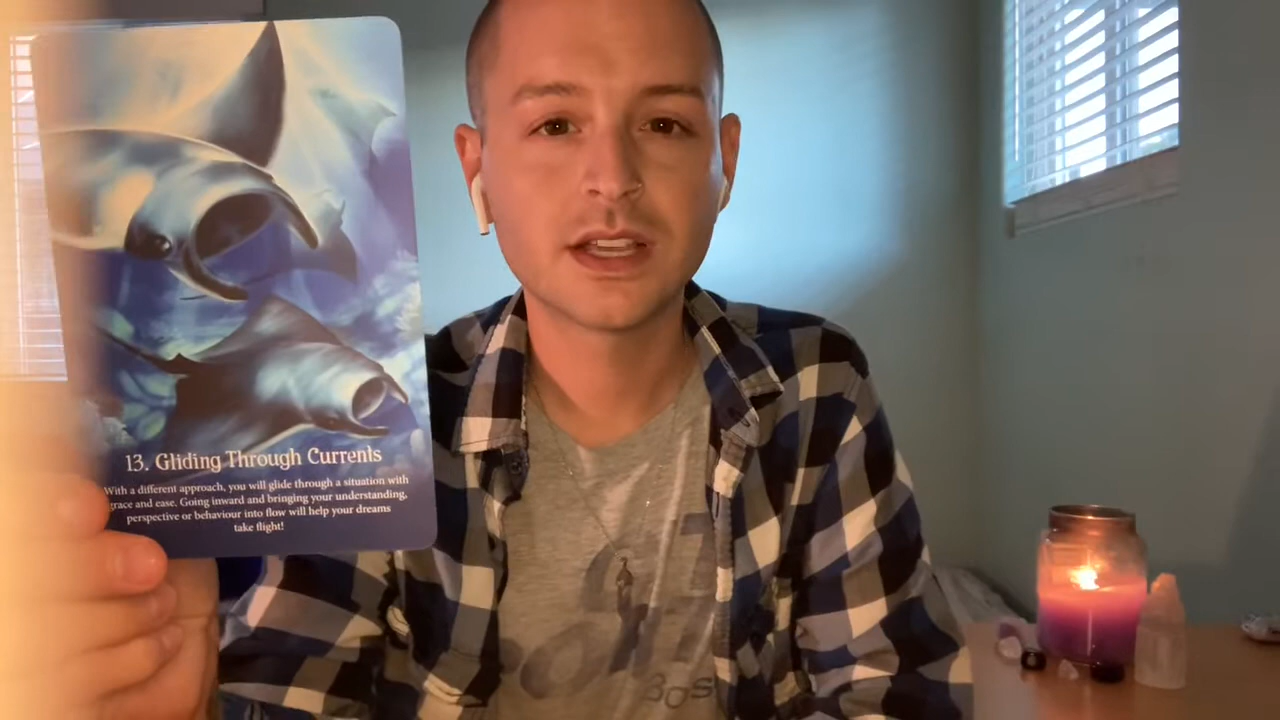 13. Gliding Through Currents
With a different approach, you will glide through a situation with
grace and ease. Going inward and bringing your understanding,
perspective or behaviour into flow will help your dreams
take flight!